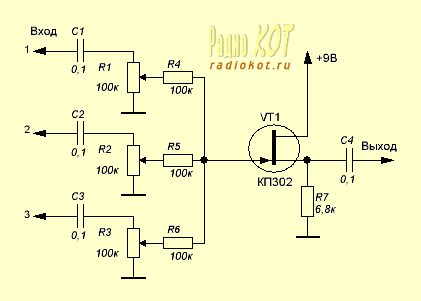 Радио КОТ
radiokot.ru
Вход
C1
1
0,1
R1
100к
R4
100к
+9В
C2
2
0,1
R2
100к
R5
100к
VT1
КП302
C4
0,1
Выход
R7
6,8к
C3
3
0,1
R3
100к
R6
100к